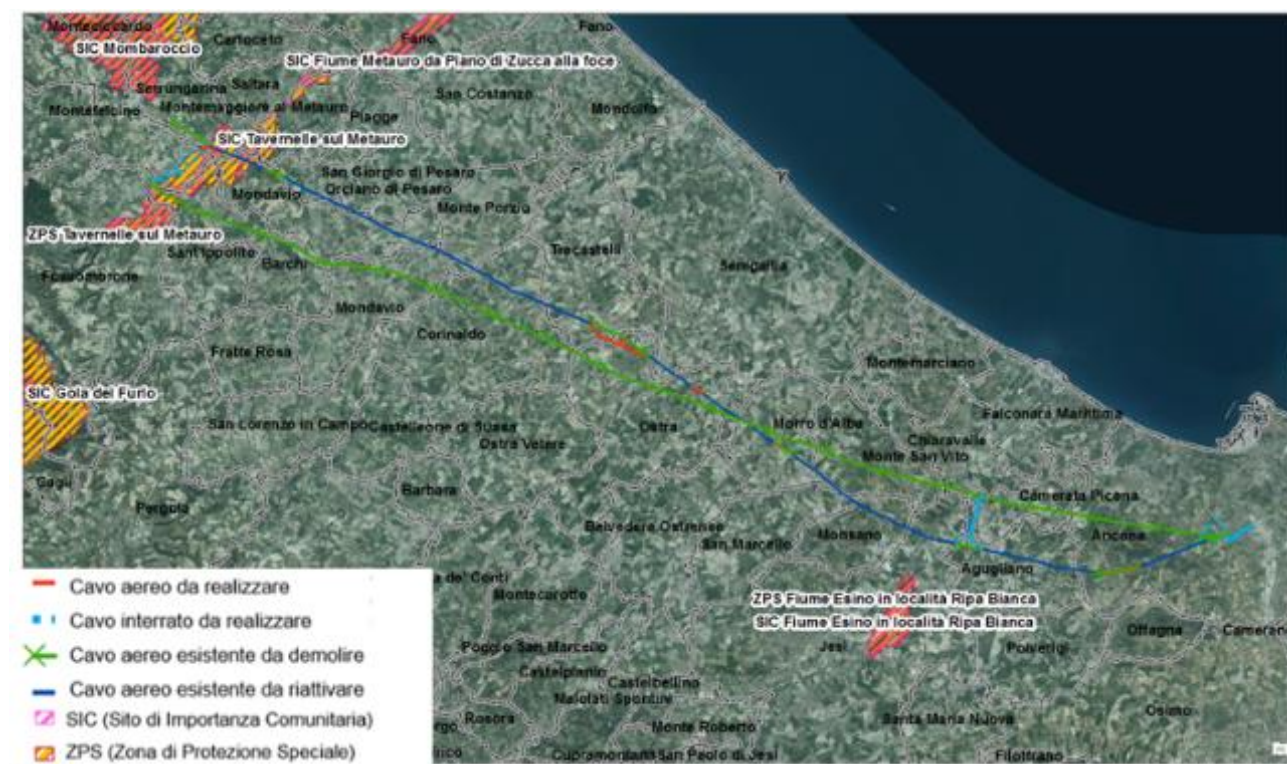 Montefelcino
Cartoceto
Fano
Fano
SIC Mombaroccio
SIC Fiume Metauro da Piano di Zucca alla foce
Serrungarina
Saltara
San Costanzo
Montefelcino
Montemaggiore al Metauro
Mondolfo
Piagge
SIC Tavernelle sul Metauro
San Giorgio di Pesaro
Orciano di Pesaro
Mondavio
Monte Porzio
ZPS Tavernelle sul Metauro
Sant'Ippolito
Barchi
Trecastelli
Senigallia
Fossombrone
Mondavio
Corinaldo
Fratte Rosa
Montemarciano
SIC Gola del Furlo
San Lorenzo in Campo
Castelleone di Suasa
Ostra
Morro d'Alba
Falconara Marittima
Ostra Vetere
Chiaravalle
Monte San Vito
Cagli
Barbara
Camerata Picena
Pergola
Belvedere Ostrense
Monsano
Ancona
San Marcello
Agugliano
Cavo aereo da realizzare
Cavo interrato da realizzare
Cavo aereo esistente da demolire
Cavo aereo esistente da riattivare
SIC (Sito di Importanza Comunitaria)
ZPS (Zona di Protezione Speciale)
a de' Conti
Montecarotto
ZPS Fiume Esino in località Ripa Bianca
SIC Fiume Esino in località Ripa Bianca
Offagna
Camerano
Poggio San Marcello
Jesi
Polverigi
Castelplanio
Castelbellino
Maiolati Spontini
Rosora
Monte Roberto
Santa Maria Nuova
Osimo
Cupramontana
San Paolo di Jesi
Filottrano